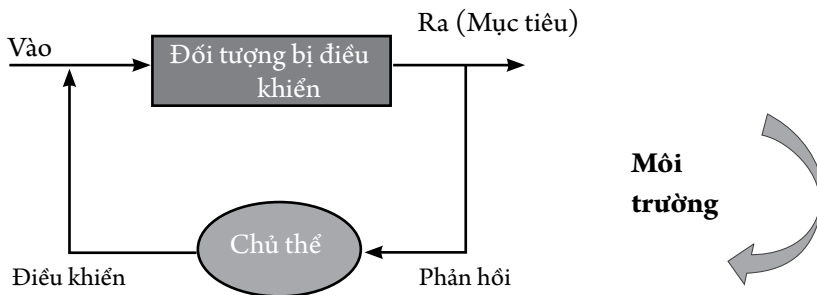 Ra (Mục tiêu)
Vào
Đối tượng bị điều
khiển
Môi
trường
Chủ thể
Điều khiển
Phản hồi